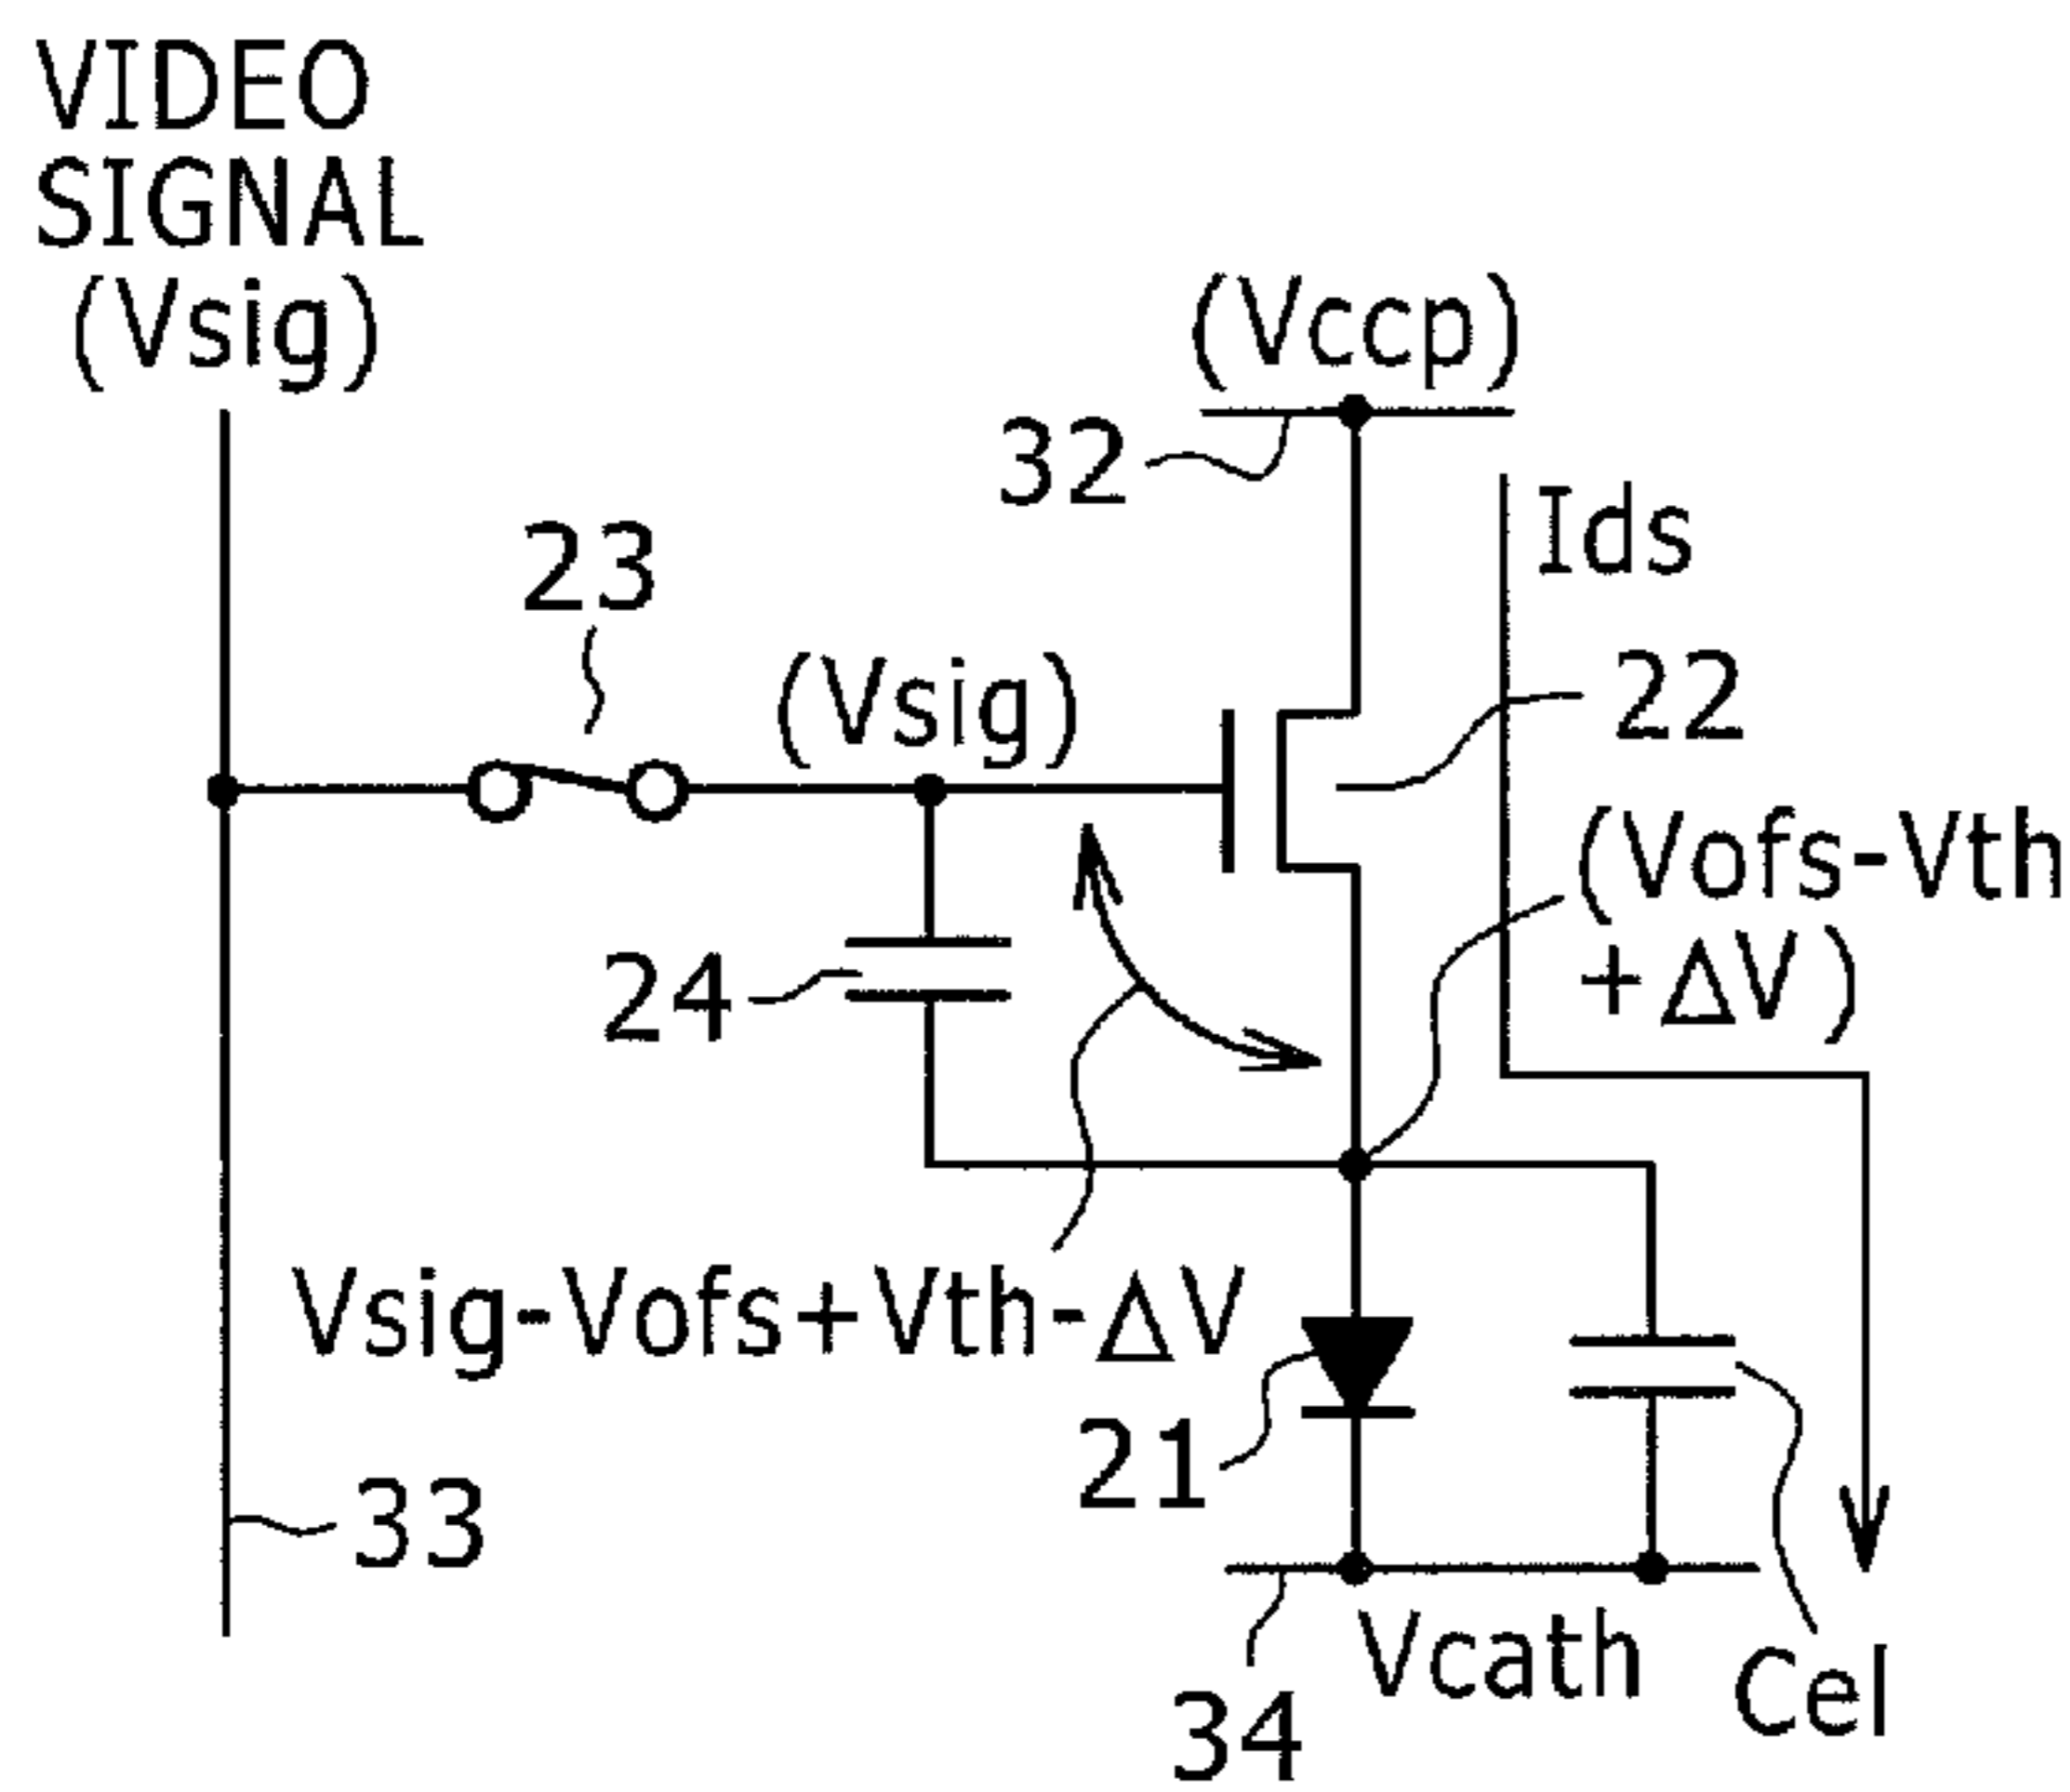 VIDEO
SIGNAL
(Vsig)
(Vccp)
32
Ids
23
22
(Vsig)
(Vofs-Vth
+ΔV)
24
Vsig-Vofs+Vth-ΔV
21
33
Vcath
Cel
34